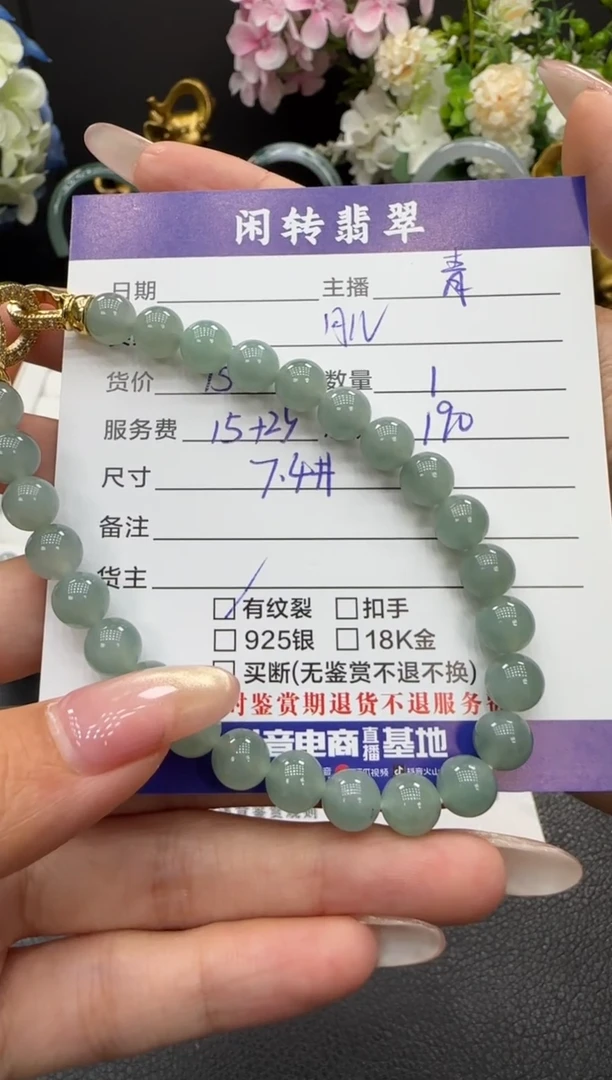 闲转翡翠
日期 主播 青
货价 15 数量 1
服务费 15+24 190
尺寸 7.4#
备注
货主
有纹裂 扣手
925银 18K金
买断(无鉴赏不退不换)
时鉴赏期退货不退服务
音电商直播基地